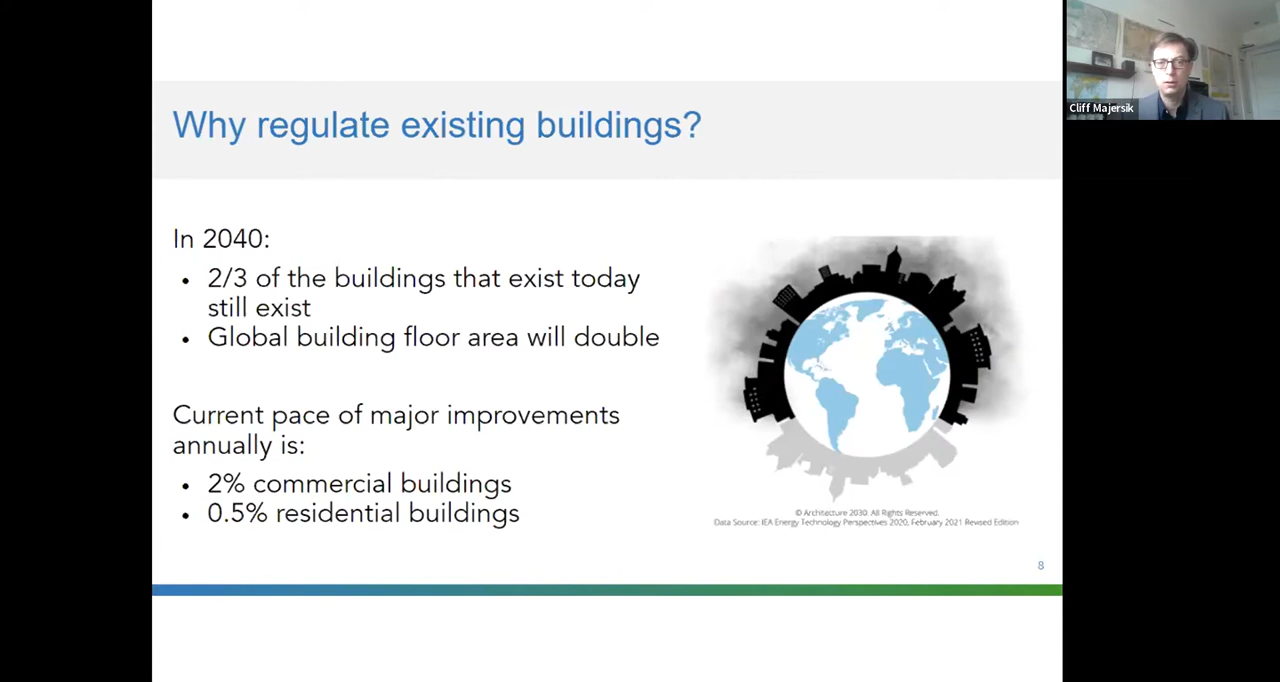 Why regulate existing buildings?
Cliff Majersik
In 2040:
• 2/3 of the buildings that exist today
still exist
• Global building floor area will double
Current pace of major improvements
annually is:
• 2% commercial buildings
• 0.5% residential buildings
© Architecture 2030. All Rights Reserved.
Data Source: IEA Energy Technology Perspectives 2020, February 2021 Revised Edition
8